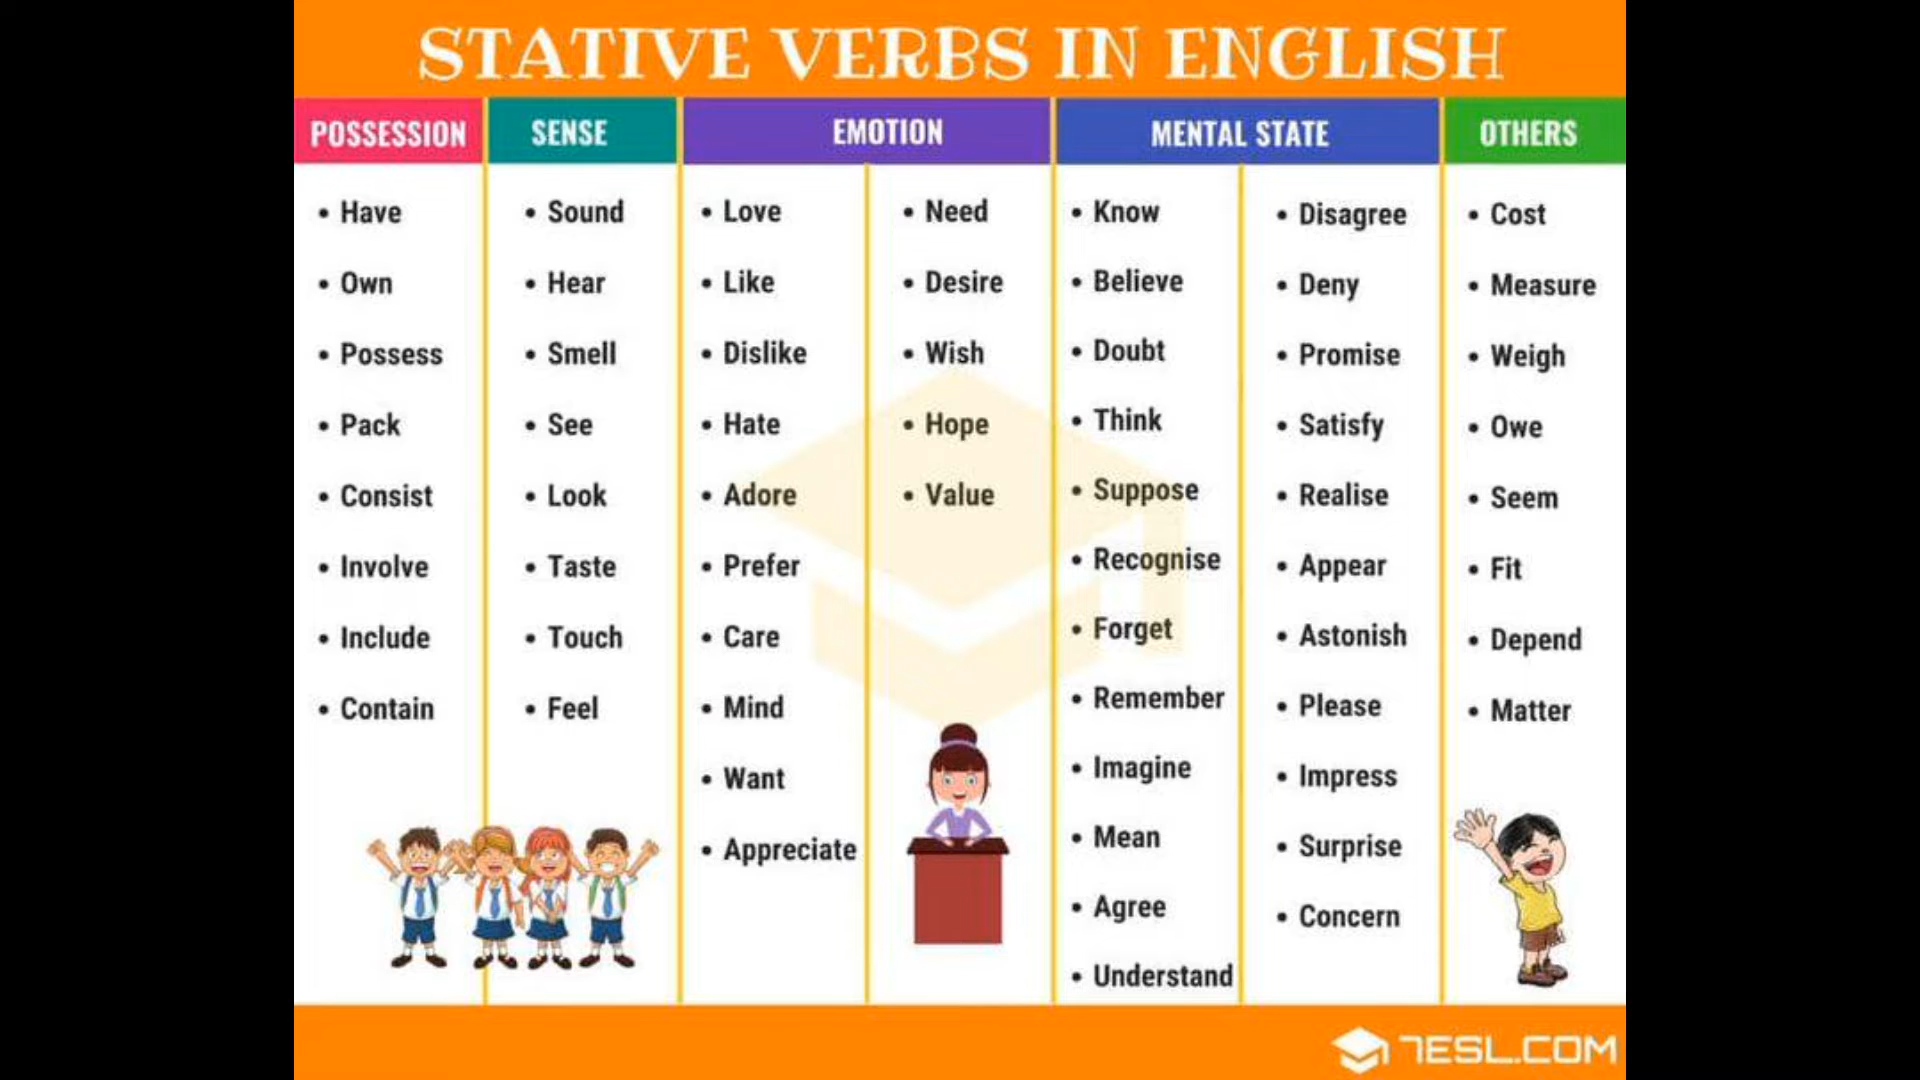 STATIVE VERBS IN ENGLISH
POSSESSION
• Have
• Own
• Possess
• Pack
• Consist
• Involve
• Include
• Contain
SENSE
• Sound
• Hear
• Smell
• See
• Look
• Taste
• Touch
• Feel
EMOTION
• Love
• Like
• Dislike
• Hate
• Adore
• Prefer
• Care
• Mind
• Want
• Appreciate
• Need
• Desire
• Wish
• Hope
• Value
MENTAL STATE
• Know
• Believe
• Doubt
• Think
• Suppose
• Recognise
• Forget
• Remember
• Imagine
• Mean
• Agree
• Understand
• Disagree
• Deny
• Promise
• Satisfy
• Realise
• Appear
• Astonish
• Please
• Impress
• Surprise
• Concern
OTHERS
• Cost
• Measure
• Weigh
• Owe
• Seem
• Fit
• Depend
• Matter
7ESL.COM